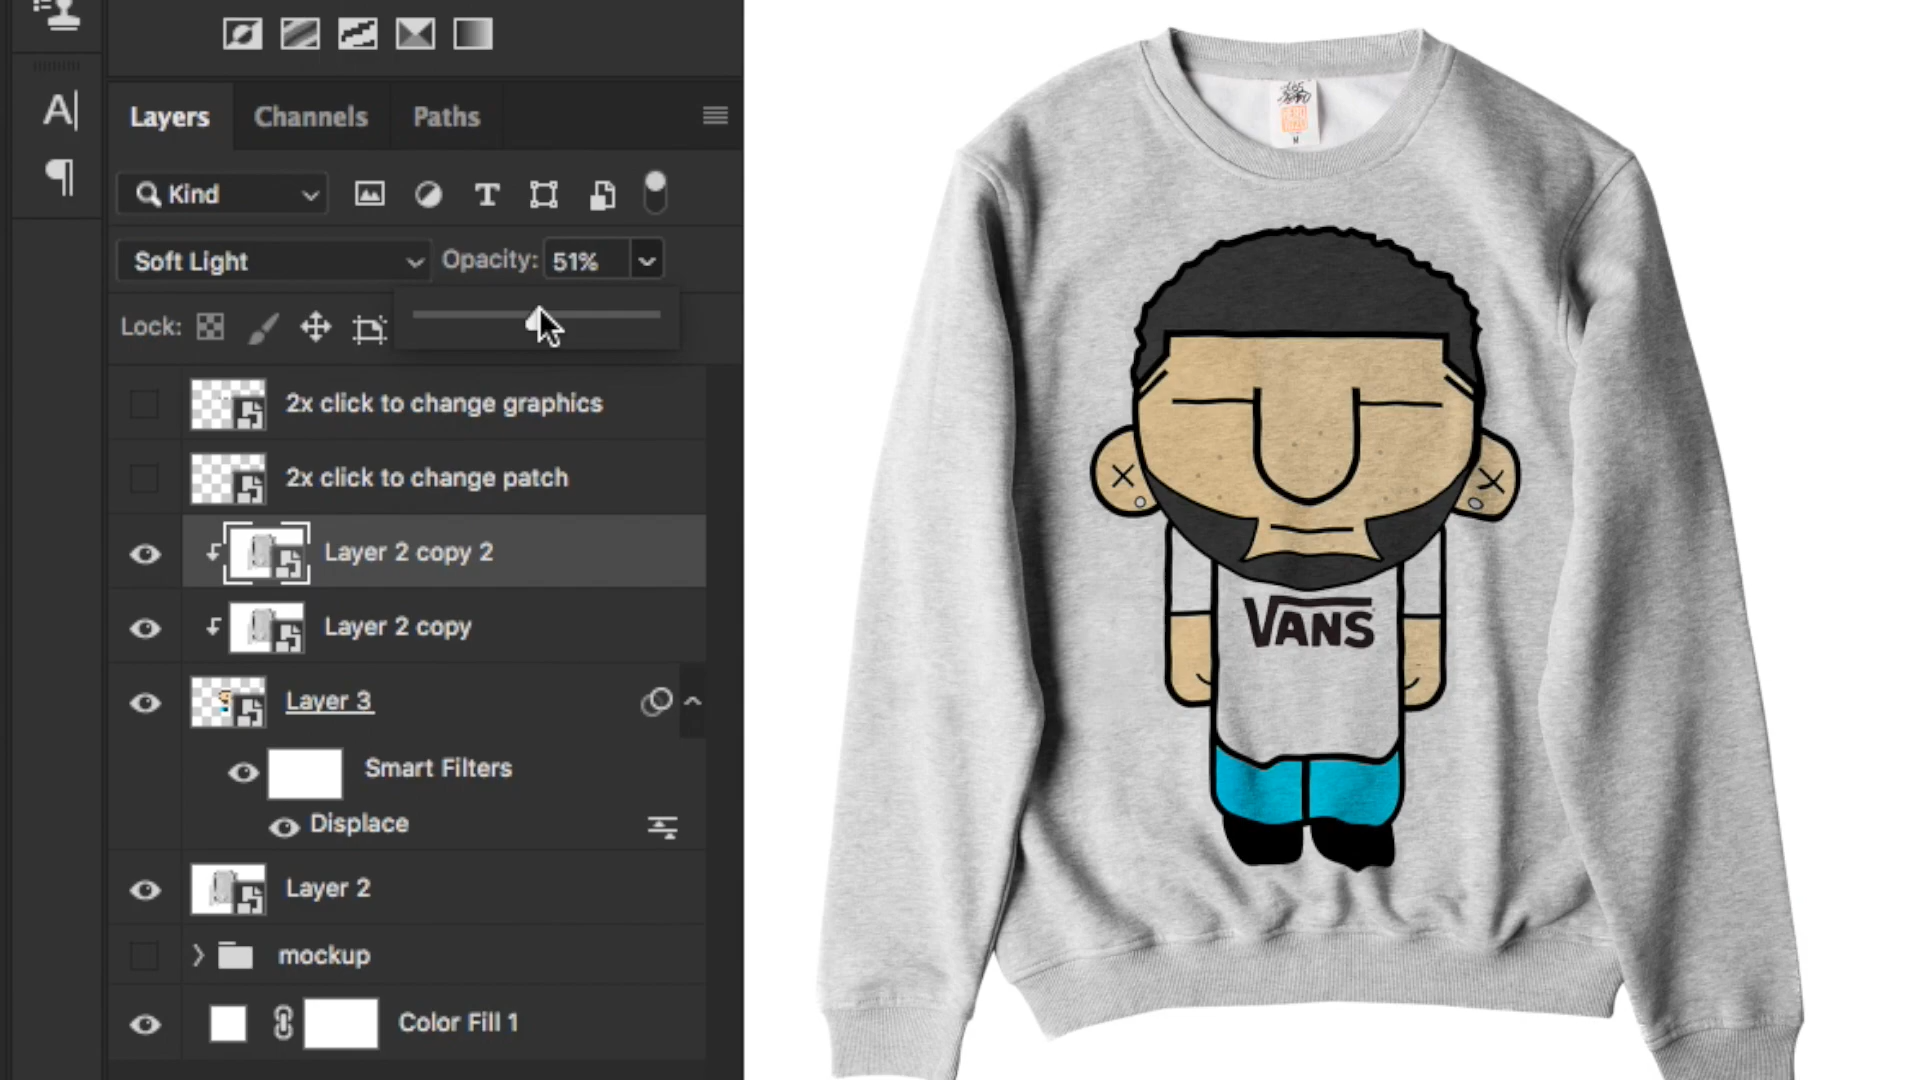 A|
Layers Channels Paths
Kind T
Soft Light Opacity: 51%
Lock:
2x click to change graphics
2x click to change patch
Layer 2 copy 2
Layer 2 copy
Layer 3
Smart Filters
Displace
Layer 2
mockup
Color Fill 1
M
VANS